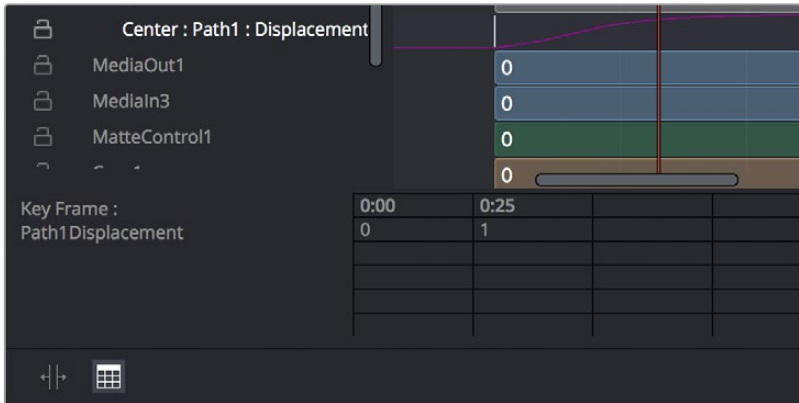 Center : Path1 : Displacement
MediaOut1
0
MediaIn3
0
MatteControl1
0
0
Key Frame :
0:00
0:25
Path1Displacement
0
1